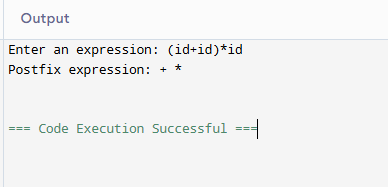 Output
Enter an expression: (id+id)*id
Postfix expression: + *
=== Code Execution Successful ===